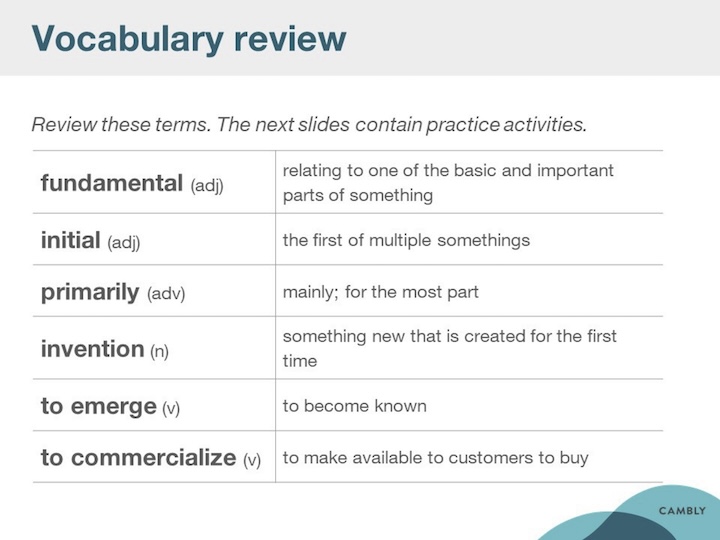 Vocabulary review
Review these terms. The next slides contain practice activities.
fundamental (adj)
relating to one of the basic and important
parts of something
initial (adj)
the first of multiple somethings
primarily (adv)
mainly; for the most part
invention (n)
something new that is created for the first
time
to emerge (v)
to become known
to commercialize (v)
to make available to customers to buy
CAMBLY